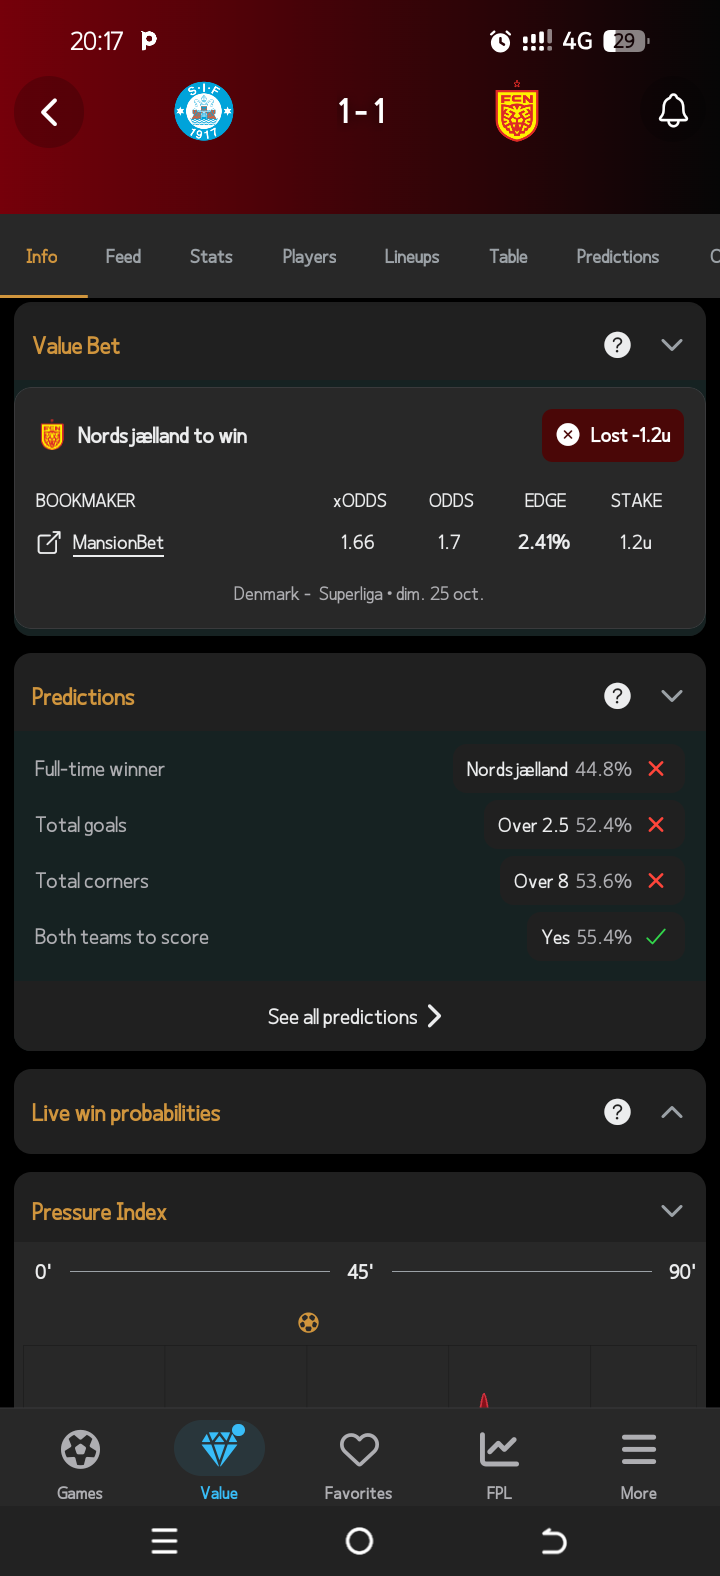 20:17
4G 29
S.I.F
1917
1 - 1
FCN
Info Feed Stats Players Lineups Table Predictions
Value Bet ?
Nordsjælland to win Lost -1.2u
BOOKMAKER xODDS ODDS EDGE STAKE
MansionBet 1.66 1.7 2.41% 1.2u
Denmark - Superliga • dim. 25 oct.
Predictions ?
Full-time winner Nordsjælland 44.8%
Total goals Over 2.5 52.4%
Total corners Over 8 53.6%
Both teams to score Yes 55.4%
See all predictions
Live win probabilities ?
Pressure Index
0' 45' 90'
Games Value Favorites FPL More